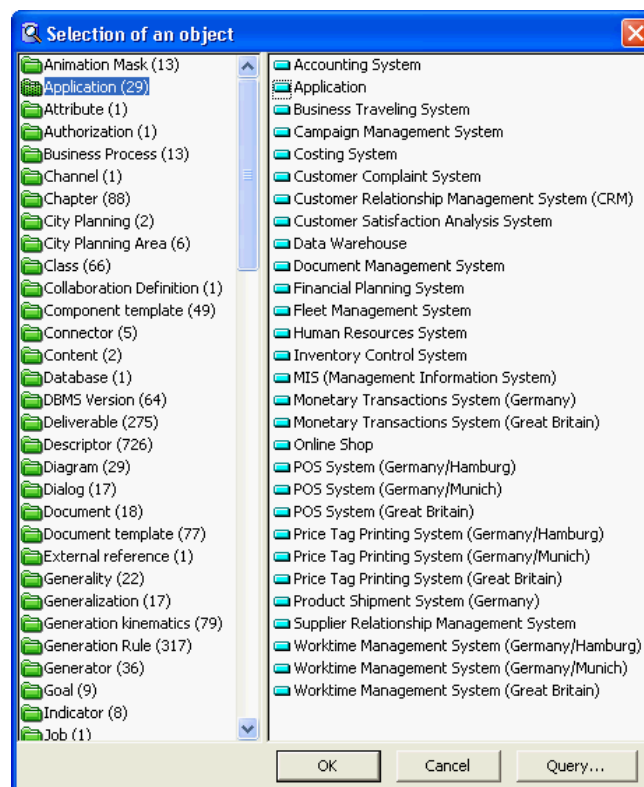 Selection of an object
Animation Mask (13)
Application (29)
Attribute (1)
Authorization (1)
Business Process (13)
Channel (1)
Chapter (88)
City Planning (2)
City Planning Area (6)
Class (66)
Collaboration Definition (1)
Component template (49)
Connector (5)
Content (2)
Database (1)
DBMS Version (64)
Deliverable (275)
Descriptor (726)
Diagram (29)
Dialog (17)
Document (18)
Document template (77)
External reference (1)
Generality (22)
Generalization (17)
Generation kinematics (79)
Generation Rule (317)
Generator (36)
Goal (9)
Indicator (8)
Job (1)
Accounting System
Application
Business Traveling System
Campaign Management System
Costing System
Customer Complaint System
Customer Relationship Management System (CRM)
Customer Satisfaction Analysis System
Data Warehouse
Document Management System
Financial Planning System
Fleet Management System
Human Resources System
Inventory Control System
MIS (Management Information System)
Monetary Transactions System (Germany)
Monetary Transactions System (Great Britain)
Online Shop
POS System (Germany/Hamburg)
POS System (Germany/Munich)
POS System (Great Britain)
Price Tag Printing System (Germany/Hamburg)
Price Tag Printing System (Germany/Munich)
Price Tag Printing System (Great Britain)
Product Shipment System (Germany)
Supplier Relationship Management System
Worktime Management System (Germany/Hamburg)
Worktime Management System (Germany/Munich)
Worktime Management System (Great Britain)
OK
Cancel
Query...